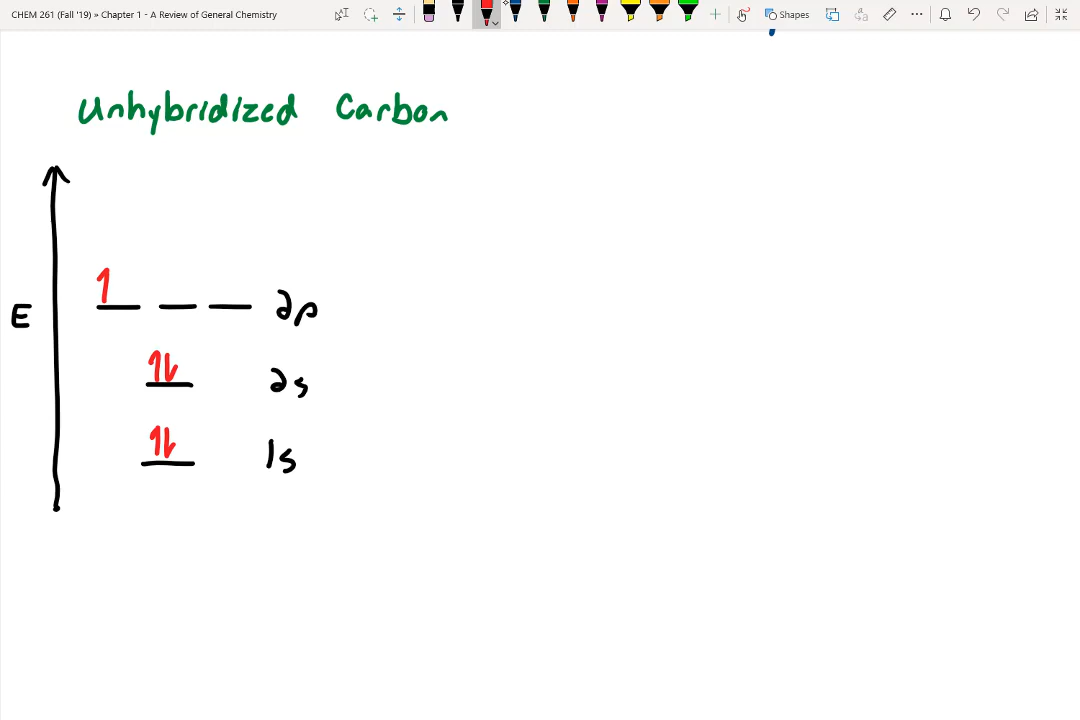 CHEM 261 (Fall '19) » Chapter 1 - A Review of General Chemistry
Shapes
Unhybridized Carbon
E
2p
2s
1s